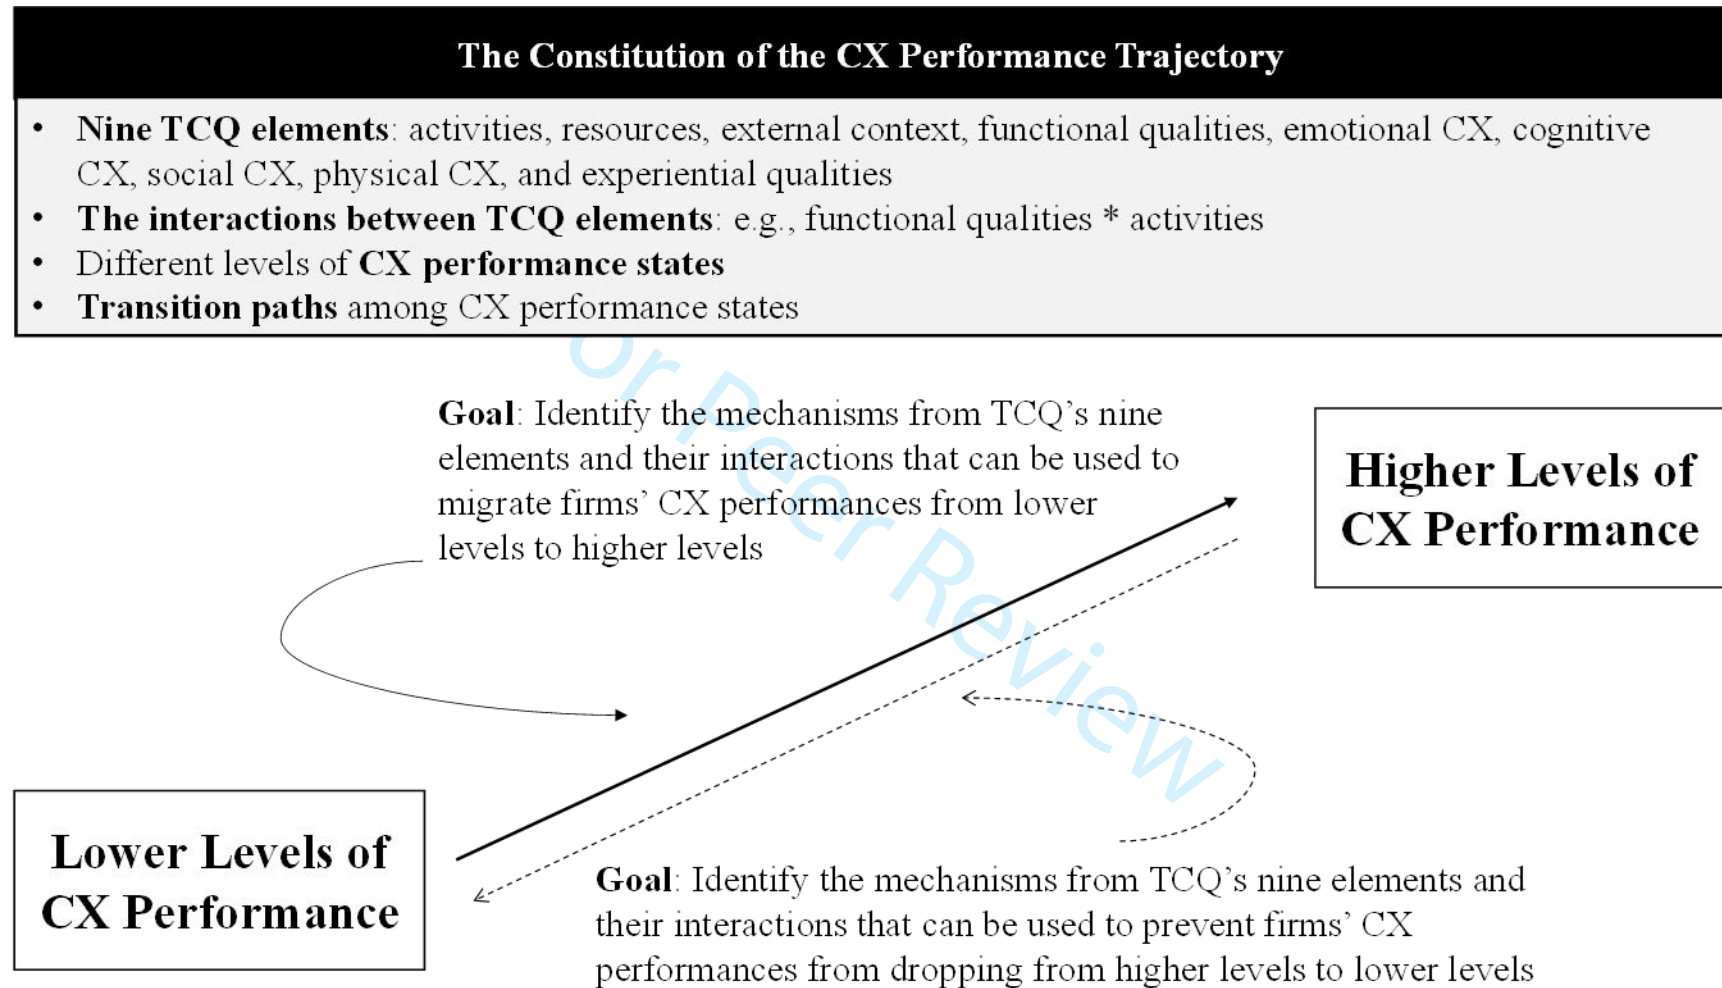 The Constitution of the CX Performance Trajectory
• Nine TCQ elements: activities, resources, external context, functional qualities, emotional CX, cognitive
CX, social CX, physical CX, and experiential qualities
• The interactions between TCQ elements: e.g., functional qualities * activities
• Different levels of CX performance states
• Transition paths among CX performance states
or Peer Review
Goal: Identify the mechanisms from TCQ’s nine
elements and their interactions that can be used to
migrate firms’ CX performances from lower
levels to higher levels
Higher Levels of
CX Performance
Lower Levels of
CX Performance
Goal: Identify the mechanisms from TCQ’s nine elements and
their interactions that can be used to prevent firms’ CX
performances from dropping from higher levels to lower levels